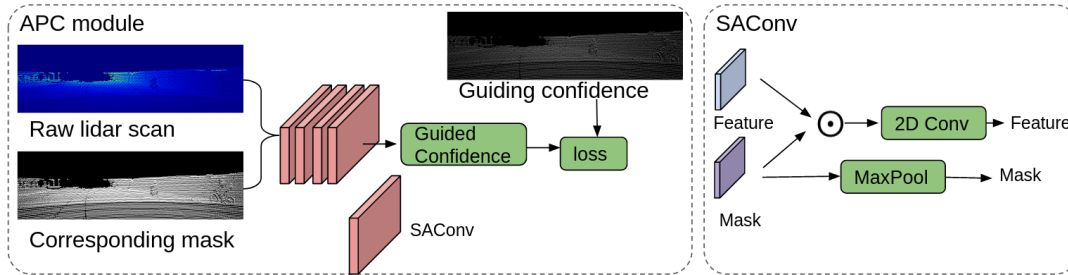 APC module
Raw lidar scan
Corresponding mask
Guiding confidence
Guided
Confidence
loss
SAConv
SAConv
Feature
Mask
2D Conv
Feature
MaxPool
Mask